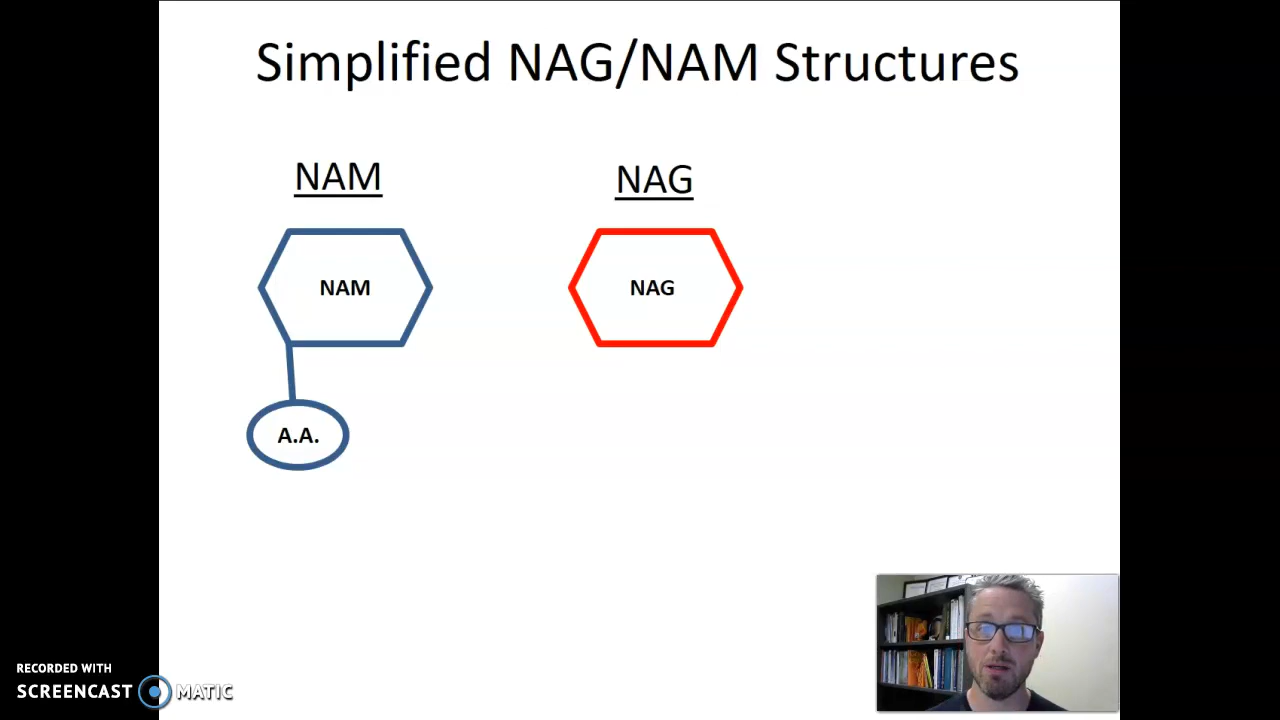 Simplified NAG/NAM Structures
NAM
NAG
NAM
NAG
A.A.
RECORDED WITH
SCREENCAST MATIC